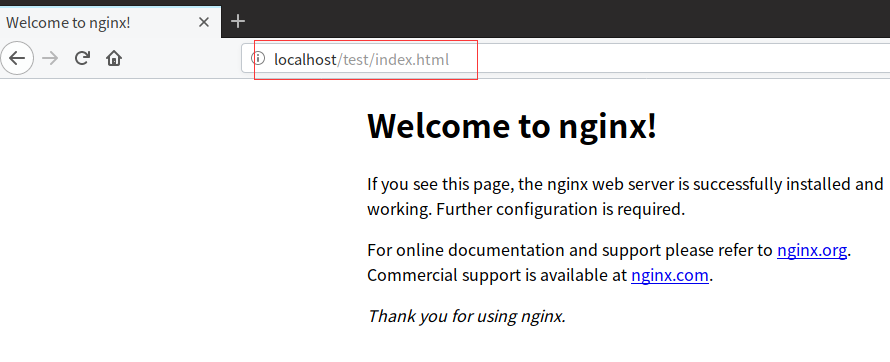 Welcome to nginx!
localhost/test/index.html
Welcome to nginx!
If you see this page, the nginx web server is successfully installed and
working. Further configuration is required.
For online documentation and support please refer to nginx.org.
Commercial support is available at nginx.com.
Thank you for using nginx.